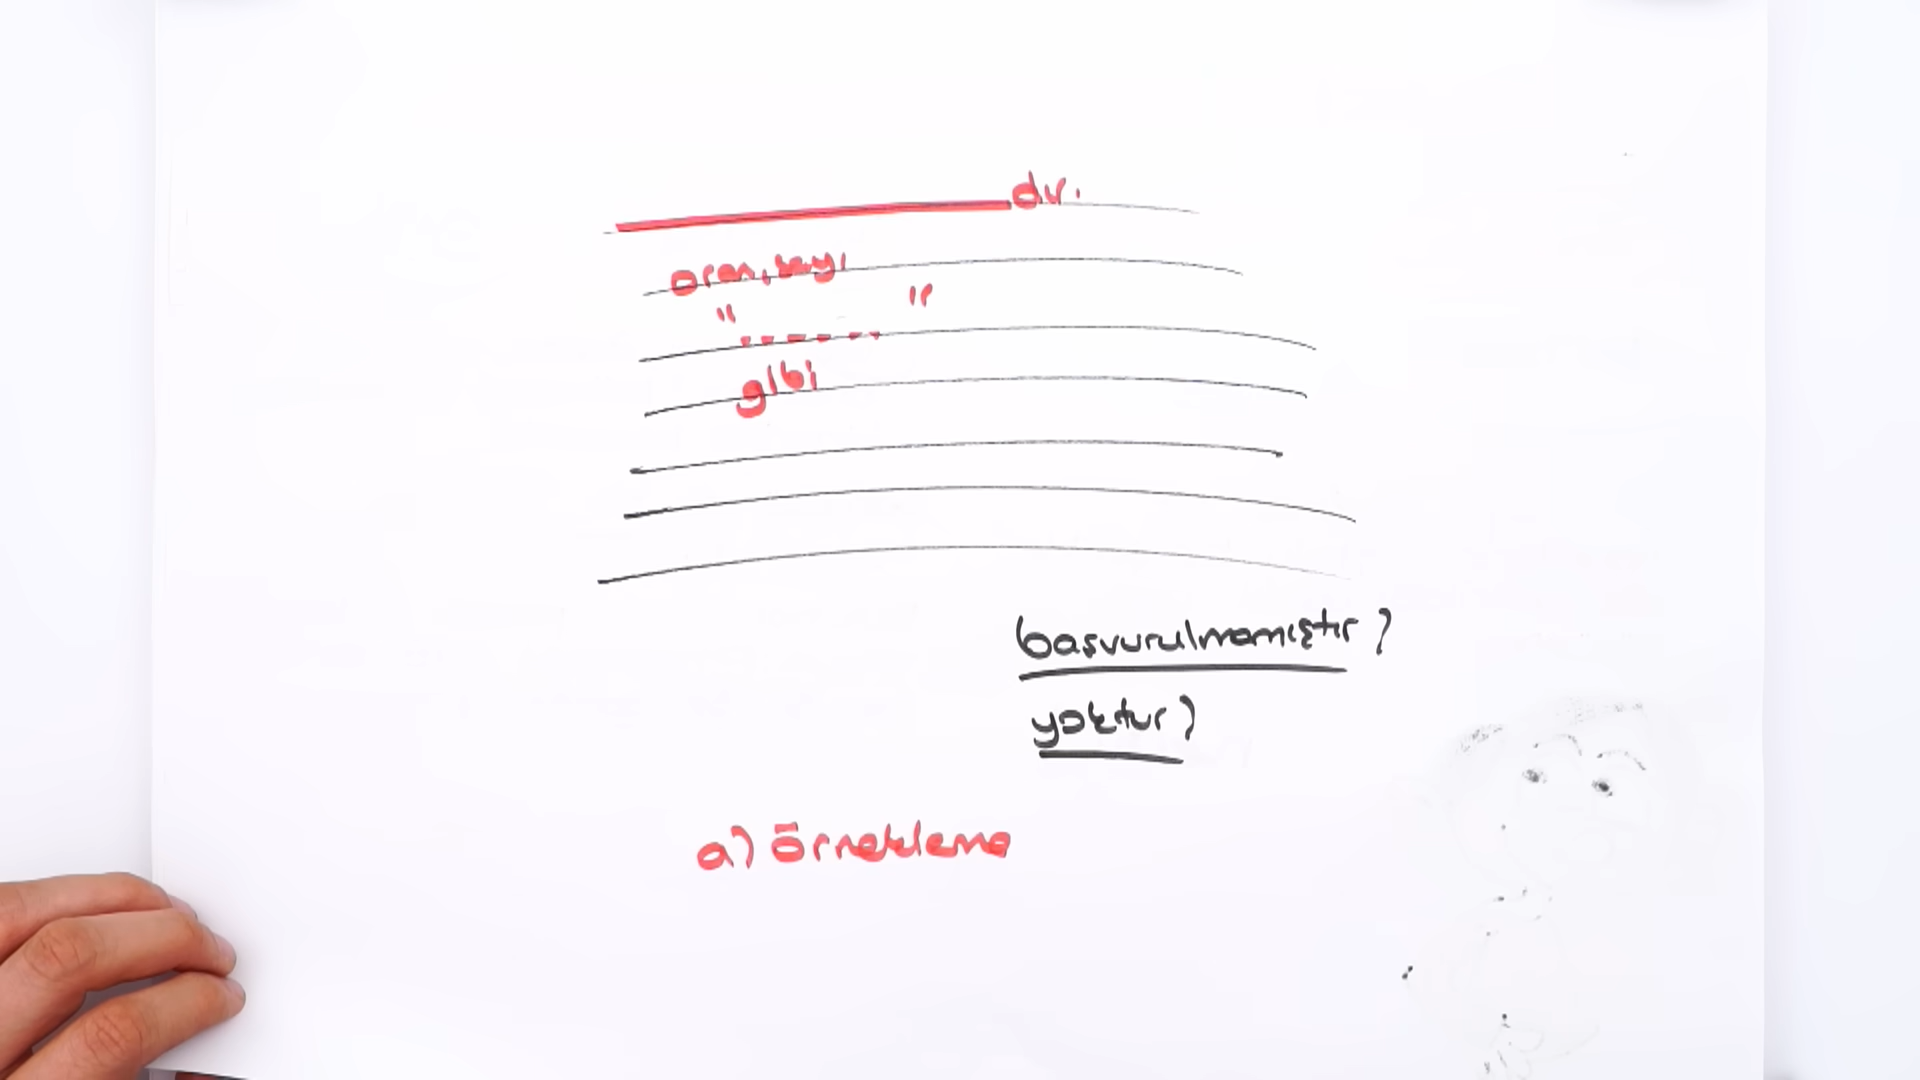 dır.
oran, sayı
" ...... "
gibi
başvurulmamıştır?
yoktur?
a) örnekleme